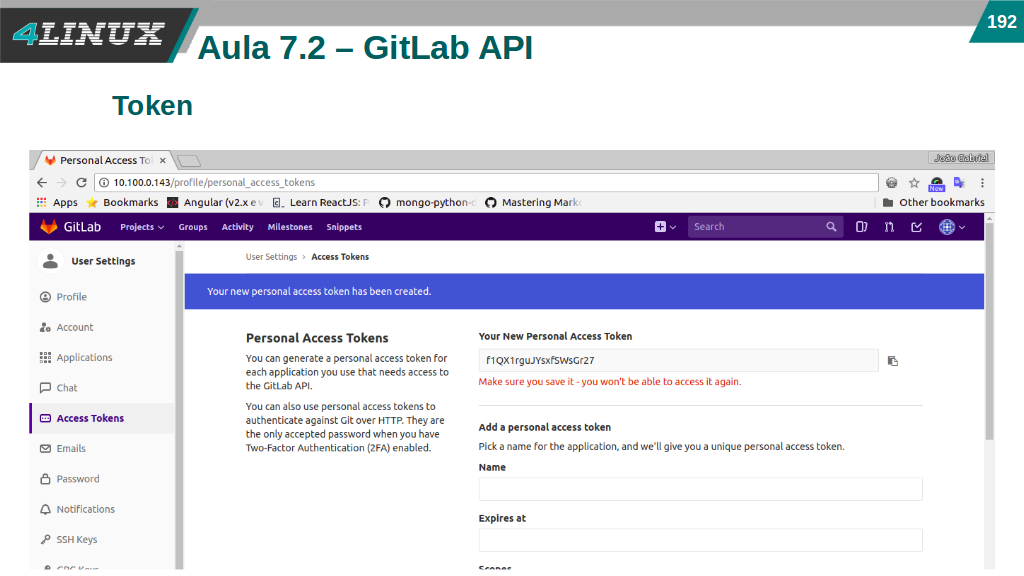 4LINUX
192
Aula 7.2 – GitLab API
Token
Personal Access To
João Gabriel
10.100.0.143/profile/personal_access_tokens
Now
Apps Bookmarks Angular (v2.x e v Learn ReactJS: P mongo-python- Mastering Mark Other bookmarks
GitLab Projects Groups Activity Milestones Snippets Search
User Settings
User Settings › Access Tokens
Your new personal access token has been created.
Profile
Account
Applications
Chat
Access Tokens
Emails
Password
Notifications
SSH Keys
GPG Keys
Personal Access Tokens
You can generate a personal access token for
each application you use that needs access to
the GitLab API.
You can also use personal access tokens to
authenticate against Git over HTTP. They are
the only accepted password when you have
Two-Factor Authentication (2FA) enabled.
Your New Personal Access Token
f1QX1rguJYsxfSWsGr27
Make sure you save it - you won't be able to access it again.
Add a personal access token
Pick a name for the application, and we'll give you a unique personal access token.
Name
Expires at
Scopes